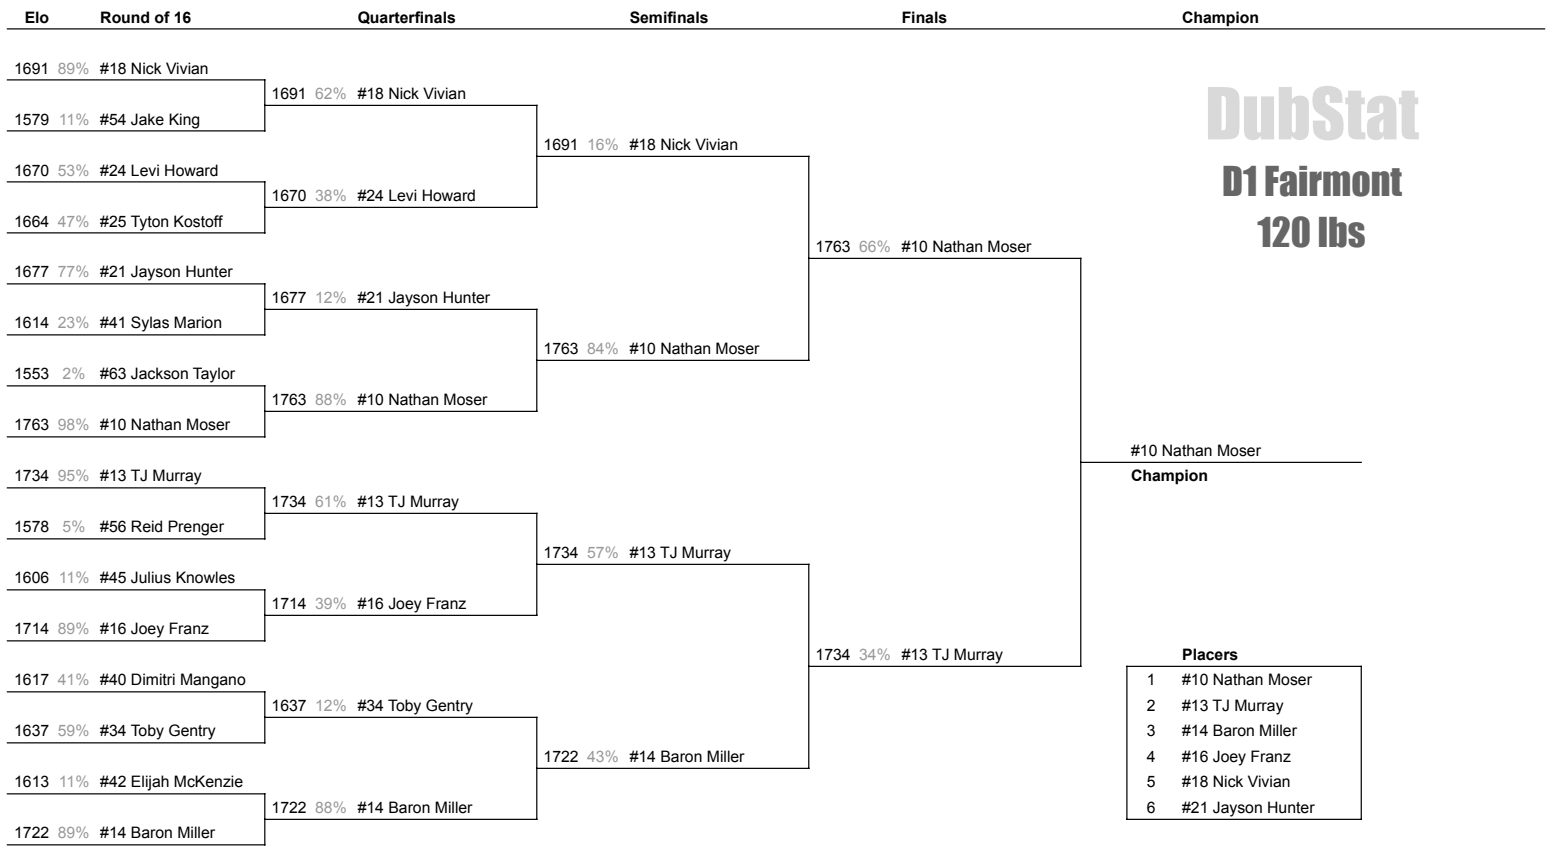 Elo Round of 16 Quarterfinals Semifinals Finals Champion
1691 89% #18 Nick Vivian
1691 62% #18 Nick Vivian
1579 11% #54 Jake King
1691 16% #18 Nick Vivian
1670 53% #24 Levi Howard
1670 38% #24 Levi Howard
1664 47% #25 Tyton Kostoff
1763 66% #10 Nathan Moser
1677 77% #21 Jayson Hunter
1677 12% #21 Jayson Hunter
1614 23% #41 Sylas Marion
1763 84% #10 Nathan Moser
1553 2% #63 Jackson Taylor
1763 88% #10 Nathan Moser
1763 98% #10 Nathan Moser
#10 Nathan Moser
Champion
1734 95% #13 TJ Murray
1734 61% #13 TJ Murray
1578 5% #56 Reid Prenger
1734 57% #13 TJ Murray
1606 11% #45 Julius Knowles
1714 39% #16 Joey Franz
1714 89% #16 Joey Franz
1734 34% #13 TJ Murray
1617 41% #40 Dimitri Mangano
1637 12% #34 Toby Gentry
1637 59% #34 Toby Gentry
1722 43% #14 Baron Miller
1613 11% #42 Elijah McKenzie
1722 88% #14 Baron Miller
1722 89% #14 Baron Miller
DubStat
D1 Fairmont
120 lbs
Placers
1 #10 Nathan Moser
2 #13 TJ Murray
3 #14 Baron Miller
4 #16 Joey Franz
5 #18 Nick Vivian
6 #21 Jayson Hunter